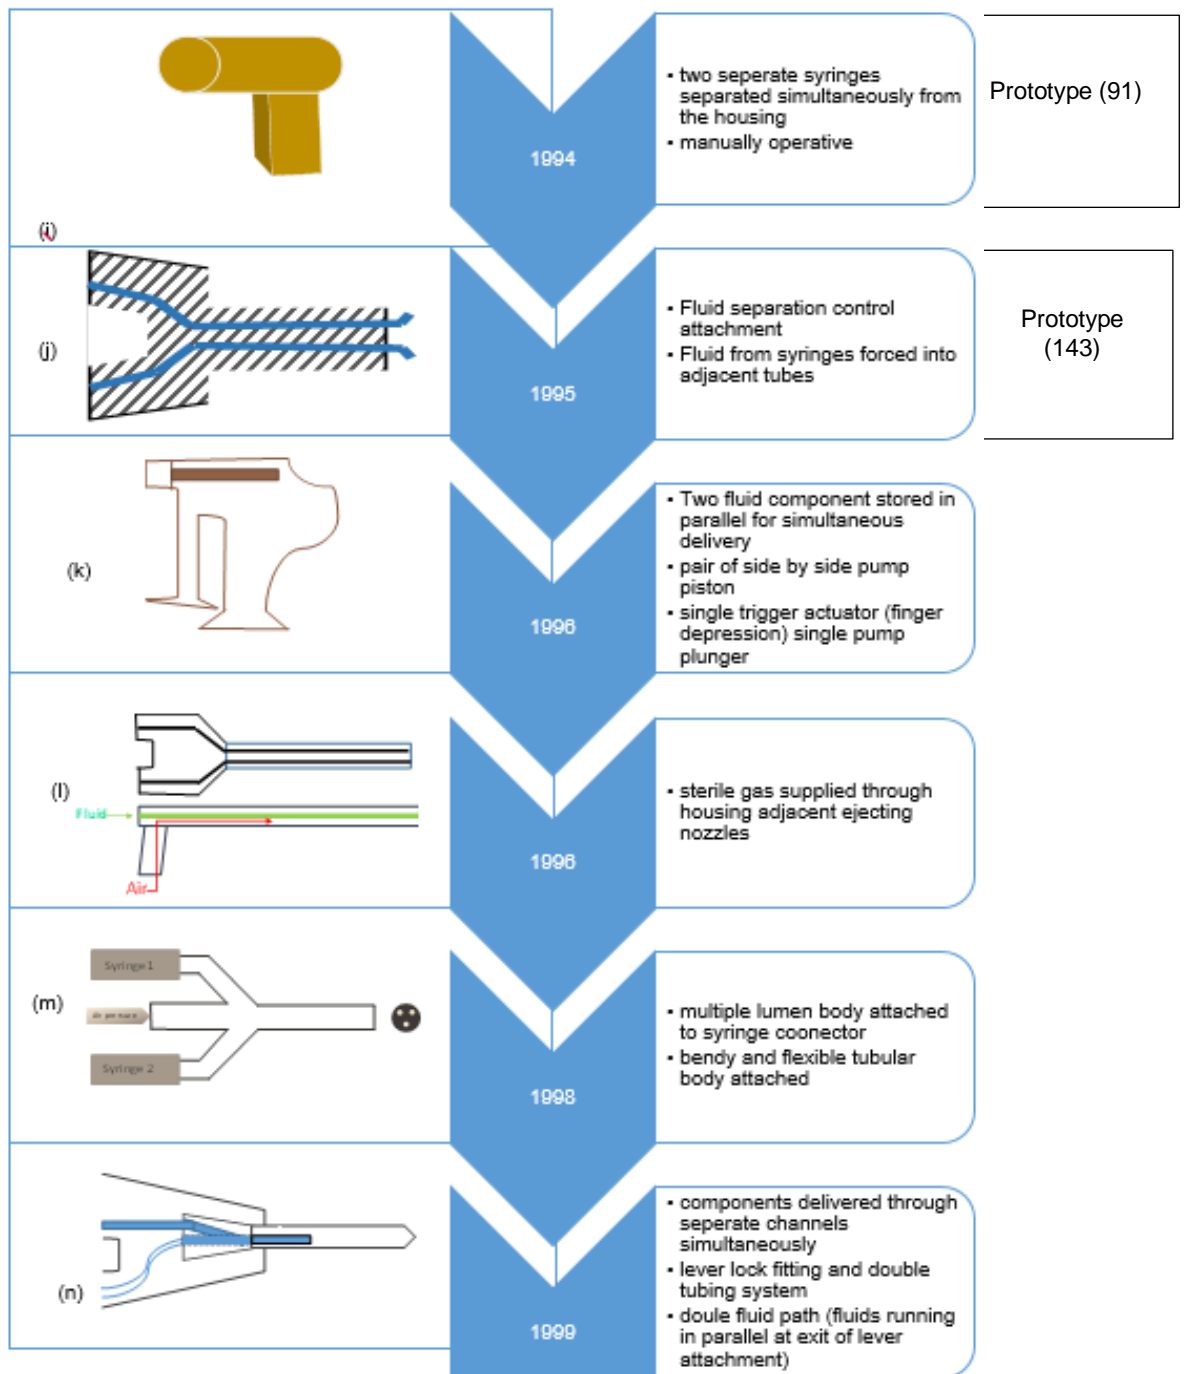 (i)
1994
• two seperate syringes
separated simultaneously from
the housing
• manually operative
Prototype (91)
(j)
1995
• Fluid separation control
attachment
• Fluid from syringes forced into
adjacent tubes
Prototype
(143)
(k)
1996
• Two fluid component stored in
parallel for simultaneous
delivery
• pair of side by side pump
piston
• single trigger actuator (finger
depression) single pump
plunger
(l)
Fluid
Air
1996
• sterile gas supplied through
housing adjacent ejecting
nozzles
(m)
Syringe 1
Air pressure
Syringe 2
1998
• multiple lumen body attached
to syringe coonector
• bendy and flexible tubular
body attached
(n)
1999
• components delivered through
seperate channels
simultaneously
• lever lock fitting and double
tubing system
• doule fluid path (fluids running
in parallel at exit of lever
attachment)